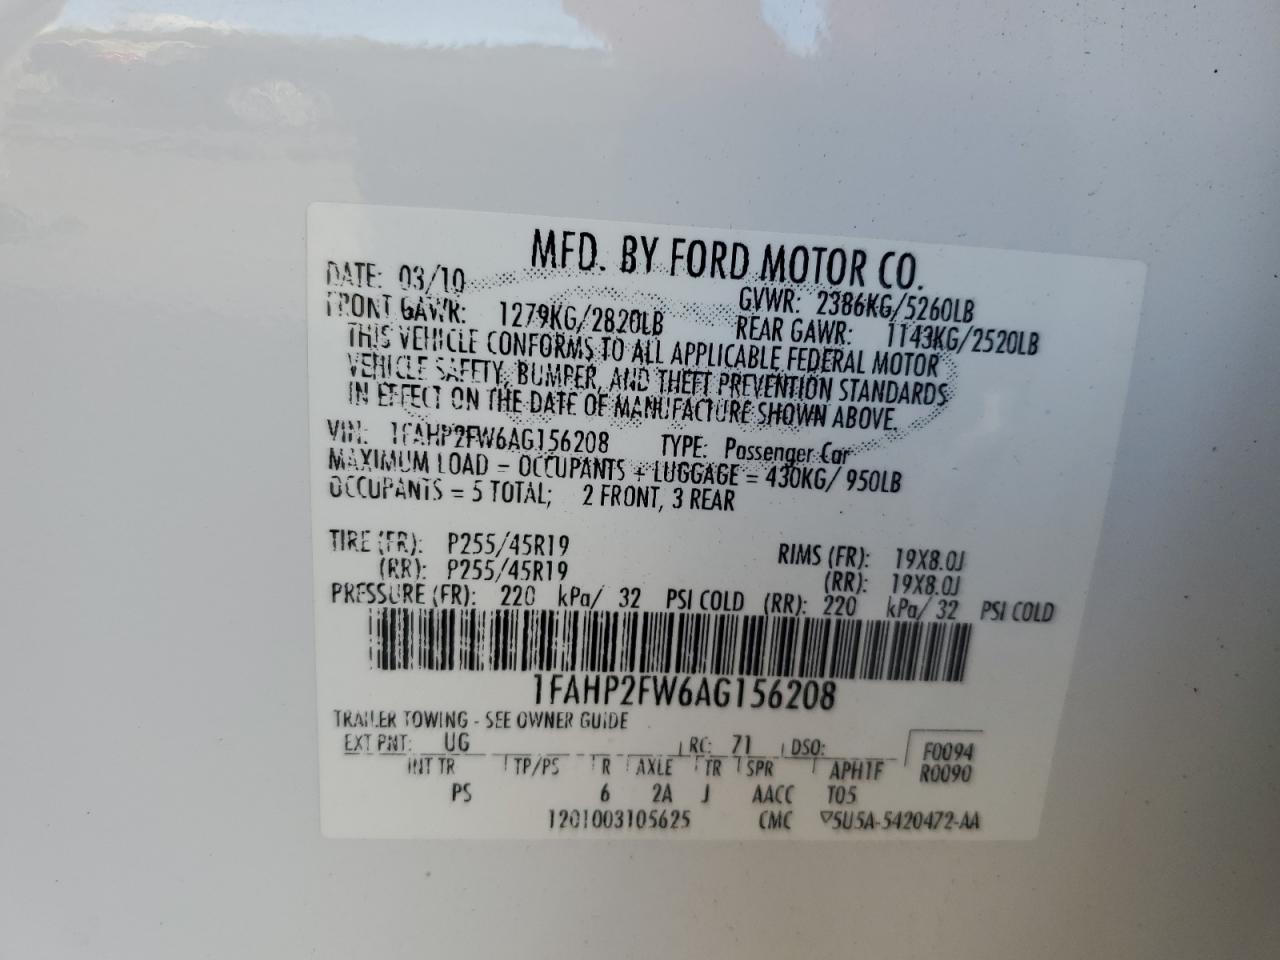 MFD. BY FORD MOTOR CO.
DATE: 03/10 GVWR: 2386KG/5260LB
FRONT GAWR: 1279KG/2820LB REAR GAWR: 1143KG/2520LB
THIS VEHICLE CONFORMS TO ALL APPLICABLE FEDERAL MOTOR
VEHICLE SAFETY, BUMPER, AND THEFT PREVENTION STANDARDS
IN EFFECT ON THE DATE OF MANUFACTURE SHOWN ABOVE.
VIN: 1FAHP2FW6AG156208 TYPE: Passenger Car
MAXIMUM LOAD = OCCUPANTS + LUGGAGE = 430KG/ 950LB
OCCUPANTS = 5 TOTAL; 2 FRONT, 3 REAR
TIRE (FR): P255/45R19 RIMS (FR): 19X8.0J
(RR): P255/45R19 (RR): 19X8.0J
PRESSURE (FR): 220 kPa/ 32 PSI COLD (RR): 220 kPa/ 32 PSI COLD
1FAHP2FW6AG156208
TRAILER TOWING - SEE OWNER GUIDE
EXT PNT: UG RC: 71 DSO: F0094
INT TR TP/PS R AXLE TR SPR APHTF R0090
PS 6 2A J AACC T05
1201003105625 CMC ▽5U5A-5420472-AA